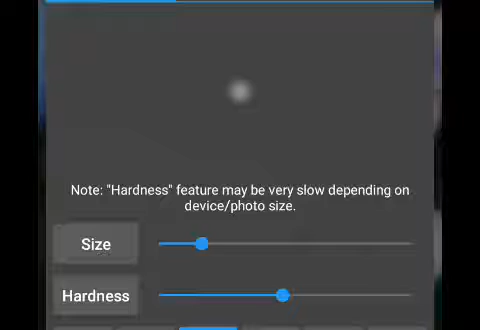 Note: "Hardness" feature may be very slow depending on
device/photo size.
Size
Hardness